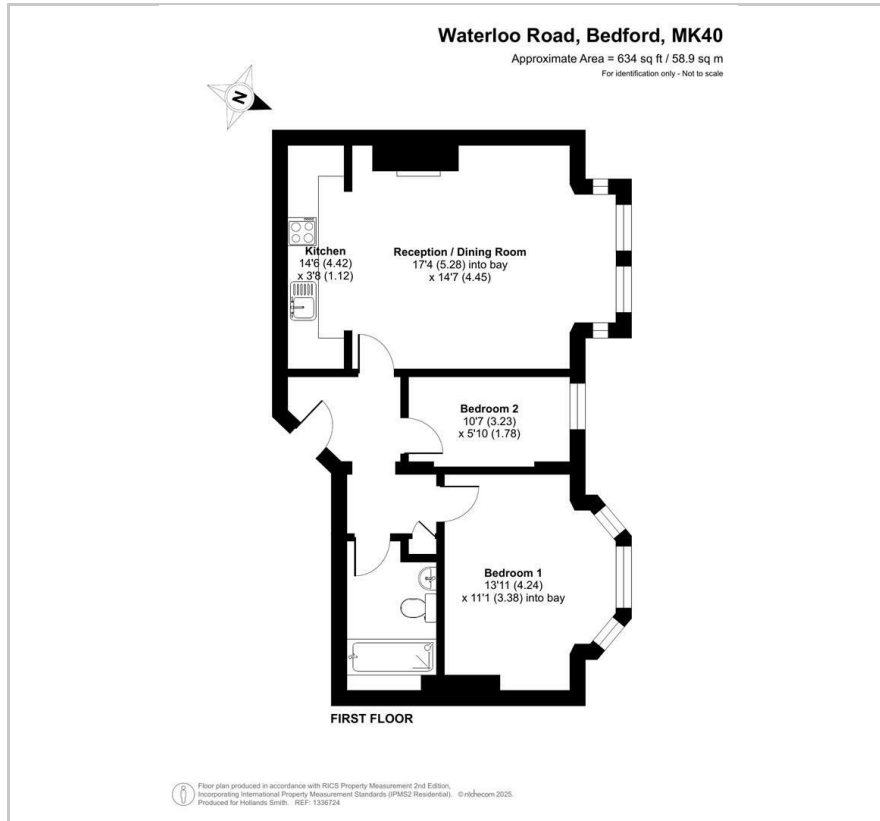 Waterloo Road, Bedford, MK40
Approximate Area = 634 sq ft / 58.9 sq m
For identification only - Not to scale
N
Kitchen
14'6 (4.42)
x 3'8 (1.12)
Reception / Dining Room
17'4 (5.28) into bay
x 14'7 (4.45)
Bedroom 2
10'7 (3.23)
x 5'10 (1.78)
Bedroom 1
13'11 (4.24)
x 11'1 (3.38) into bay
FIRST FLOOR
Floor plan produced in accordance with RICS Property Measurement 2nd Edition,
Incorporating International Property Measurement Standards (IPMS2 Residential). © nichecom 2025.
Produced for Hollands Smith. REF: 1336724